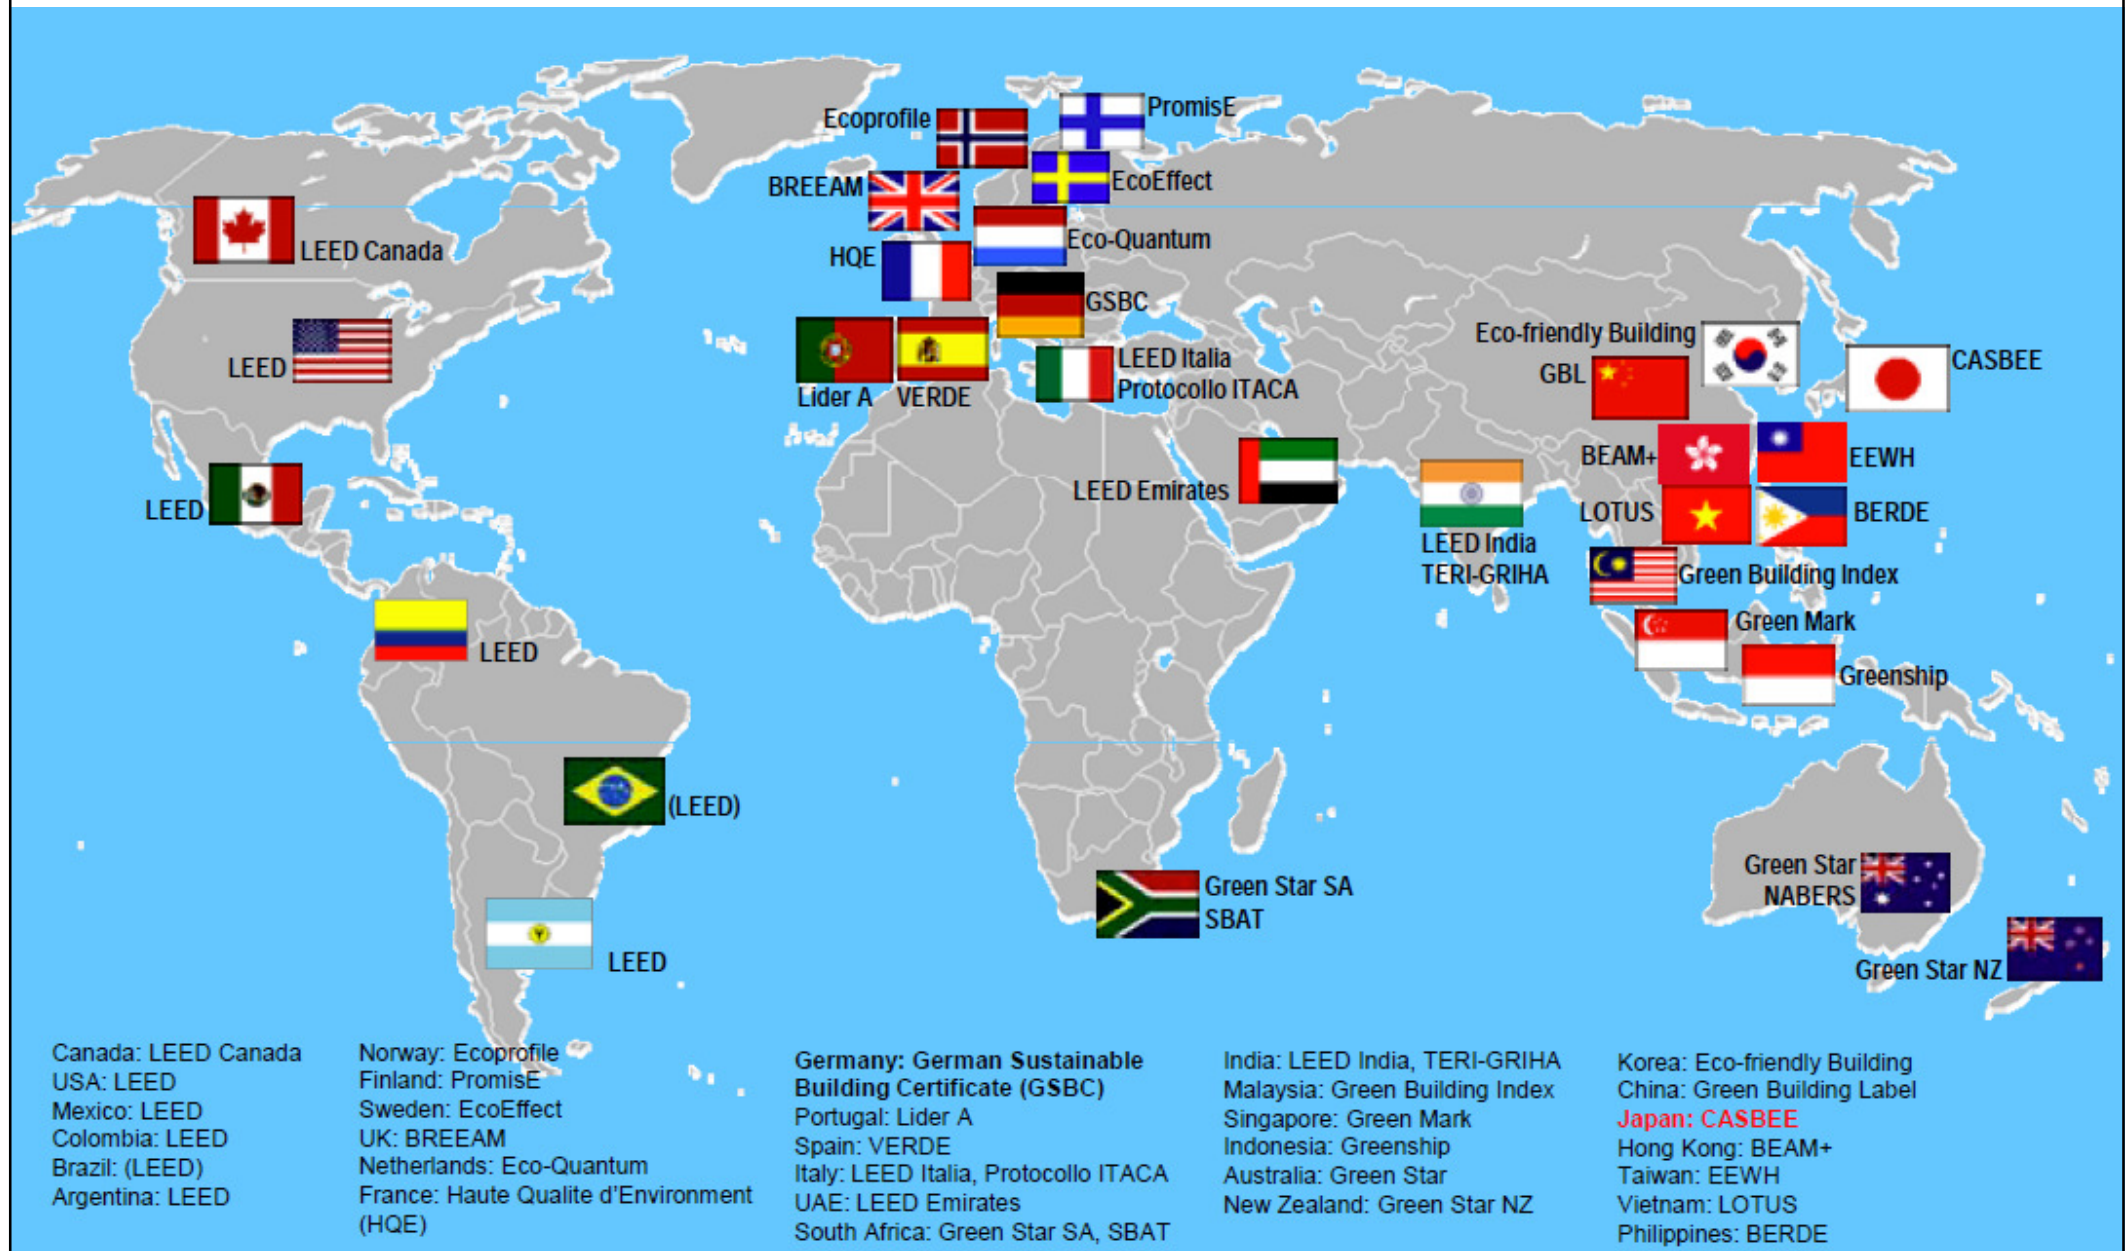 Ecoprofile
PromisE
BREEAM
EcoEffect
LEED Canada
HQE
Eco-Quantum
GSBC
LEED
Lider A
VERDE
LEED Italia
Protocollo ITACA
Eco-friendly Building
GBL
CASBEE
LEED
LEED Emirates
LEED India
TERI-GRIHA
BEAM+
EEWH
LOTUS
BERDE
Green Building Index
Green Mark
Greenship
LEED
(LEED)
LEED
Green Star SA
SBAT
Green Star
NABERS
Green Star NZ
Canada: LEED Canada
USA: LEED
Mexico: LEED
Colombia: LEED
Brazil: (LEED)
Argentina: LEED
Norway: Ecoprofile
Finland: PromisE
Sweden: EcoEffect
UK: BREEAM
Netherlands: Eco-Quantum
France: Haute Qualite d'Environment
(HQE)
Germany: German Sustainable
Building Certificate (GSBC)
Portugal: Lider A
Spain: VERDE
Italy: LEED Italia, Protocollo ITACA
UAE: LEED Emirates
South Africa: Green Star SA, SBAT
India: LEED India, TERI-GRIHA
Malaysia: Green Building Index
Singapore: Green Mark
Indonesia: Greenship
Australia: Green Star
New Zealand: Green Star NZ
Korea: Eco-friendly Building
China: Green Building Label
Japan: CASBEE
Hong Kong: BEAM+
Taiwan: EEWH
Vietnam: LOTUS
Philippines: BERDE